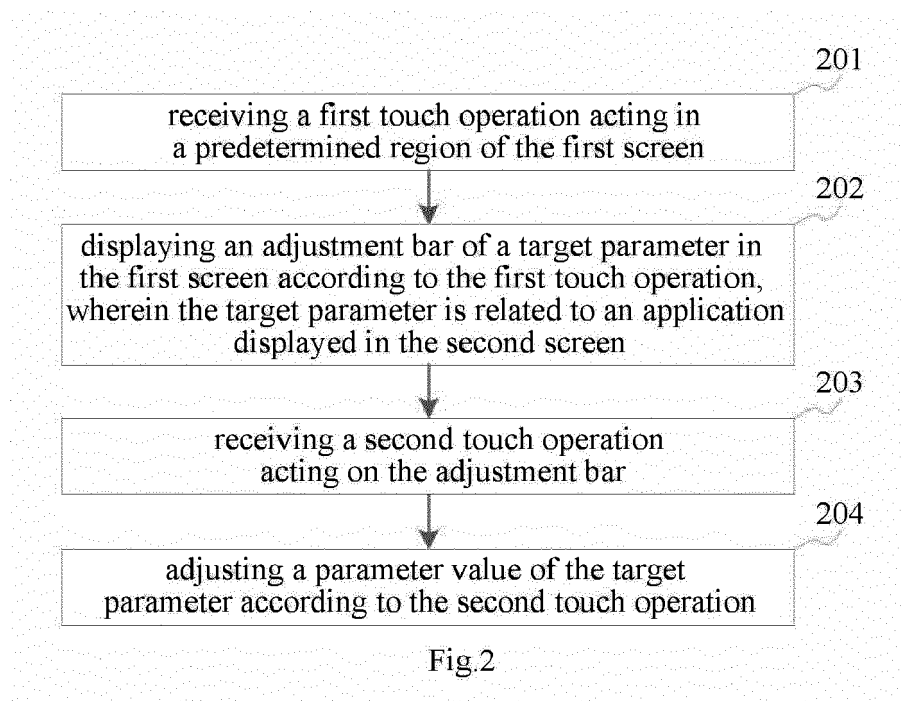 201
receiving a first touch operation acting in
a predetermined region of the first screen
202
displaying an adjustment bar of a target parameter in
the first screen according to the first touch operation,
wherein the target parameter is related to an application
displayed in the second screen
203
receiving a second touch operation
acting on the adjustment bar
204
adjusting a parameter value of the target
parameter according to the second touch operation
Fig.2